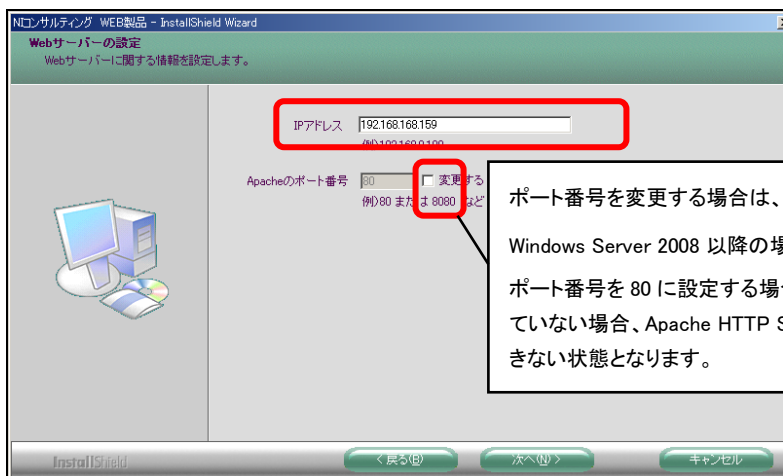 NIコンサルティング WEB製品 - InstallShield Wizard
Webサーバーの設定
Webサーバーに関する情報を設定します。
IPアドレス 192.168.168.159
Apacheのポート番号 80 変更する
例)80 または 8080 など
ポート番号を変更する場合は、
Windows Server 2008 以降の場
ポート番号を 80 に設定する場
ていない場合、Apache HTTP S
きない状態となります。
InstallShield
< 戻る(B) 次へ(N) > キャンセル